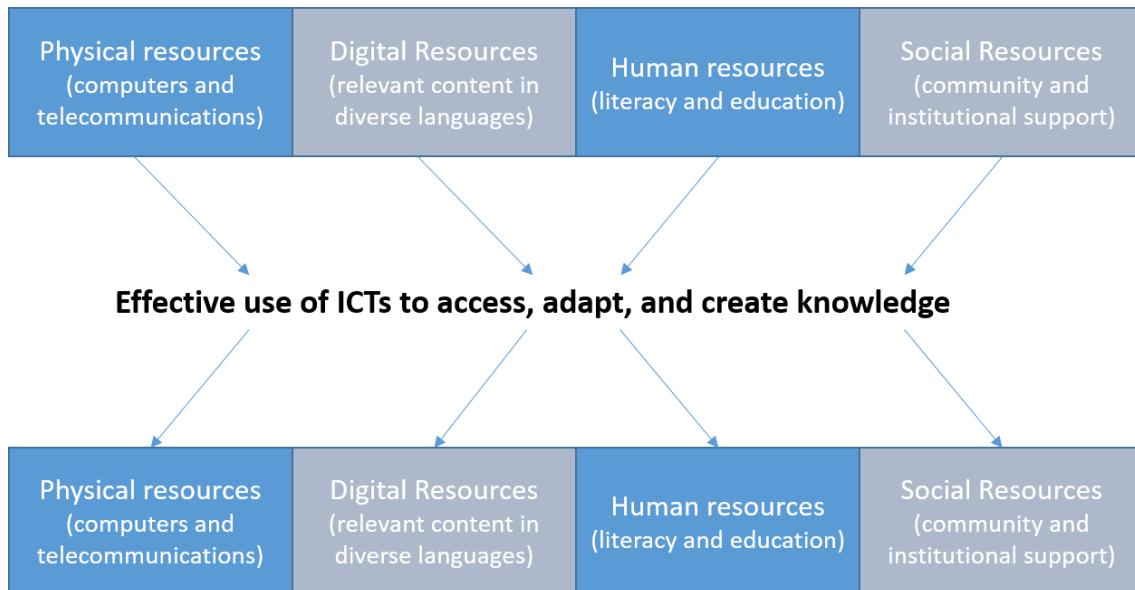 Physical resources
(computers and
telecommunications)
Digital Resources
(relevant content in
diverse languages)
Human resources
(literacy and education)
Social Resources
(community and
institutional support)
Effective use of ICTs to access, adapt, and create knowledge
Physical resources
(computers and
telecommunications)
Digital Resources
(relevant content in
diverse languages)
Human resources
(literacy and education)
Social Resources
(community and
institutional support)